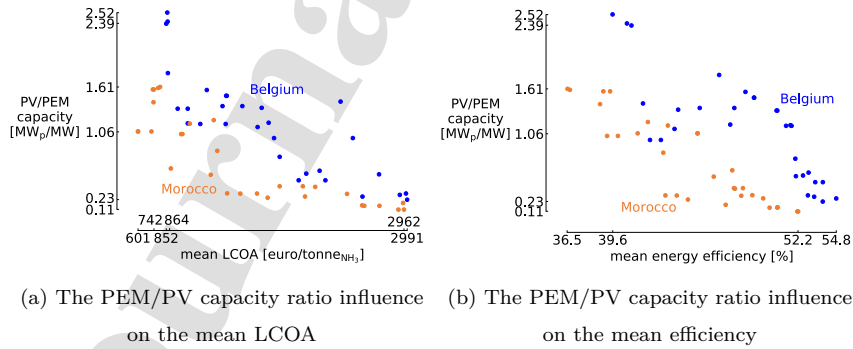 2.52
2.39
1.61
PV/PEM
capacity
[MWp/MW]
1.06
0.23
0.11
Belgium
Morocco
742 864
2962
601 852
2991
mean LCOA [euro/tonneNH₃]
(a) The PEM/PV capacity ratio influence
on the mean LCOA
2.52
2.39
1.61
PV/PEM
capacity
[MWp/MW]
1.06
0.23
0.11
Belgium
Morocco
36.5
39.6
52.2
54.8
mean energy efficiency [%]
(b) The PEM/PV capacity ratio influence
on the mean efficiency